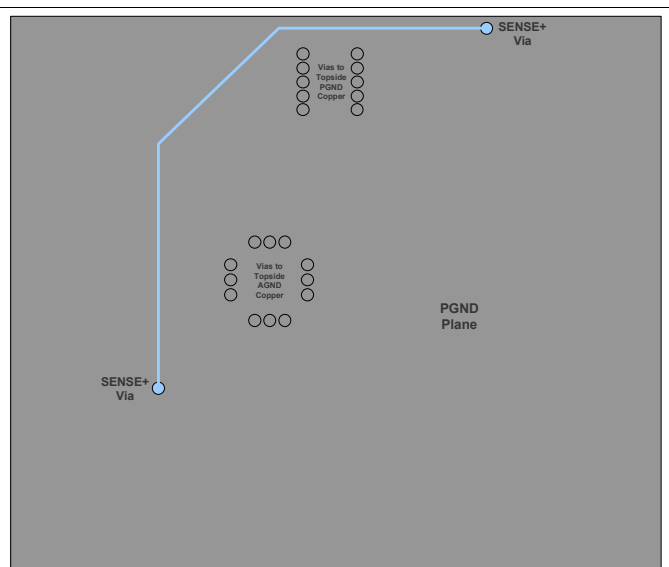 SENSE+
Via
Vias to
Topside
PGND
Copper
Vias to
Topside
AGND
Copper
PGND
Plane
SENSE+
Via